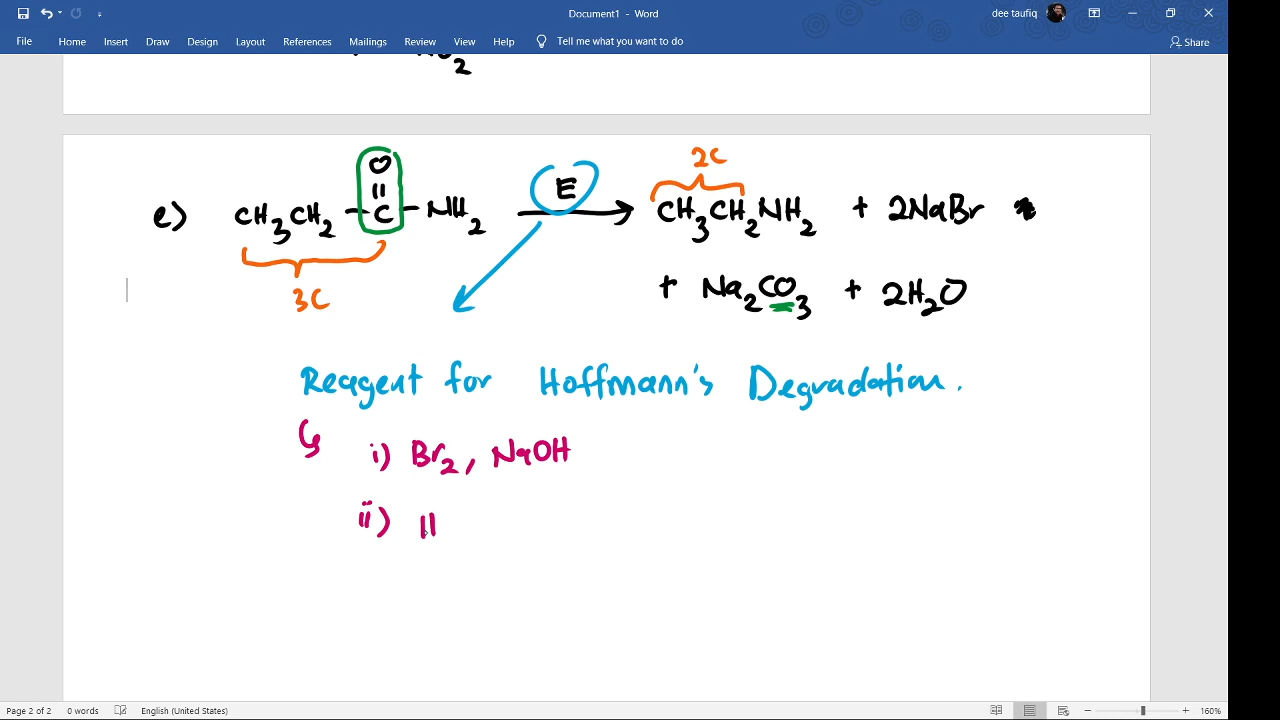 Document1 - Word
dee taufiq
File Home Insert Draw Design Layout References Mailings Review View Help Tell me what you want to do
Share
2
2C
O
||
e) CH3CH2 - C - NH2 E CH3CH2NH2 + 2NaBr
3C
+ Na2CO3 + 2H2O
Reagent for Hoffmann's Degradation.
i) Br2, NaOH
ii) 11
Page 2 of 2 0 words English (United States) 160%